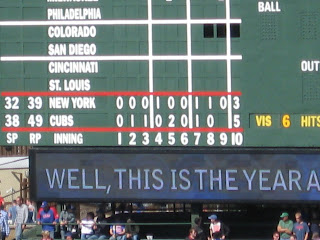 BALL
PHILADELPHIA
COLORADO
SAN DIEGO
CINCINNATI
OUT
ST. LOUIS
32 39 NEW YORK 0 0 0 1 0 0 1 1 0 3
38 49 CUBS 0 1 1 0 2 0 1 0 5
VIS 6 HITS
SP RP INNING 1 2 3 4 5 6 7 8 9 10
WELL, THIS IS THE YEAR A